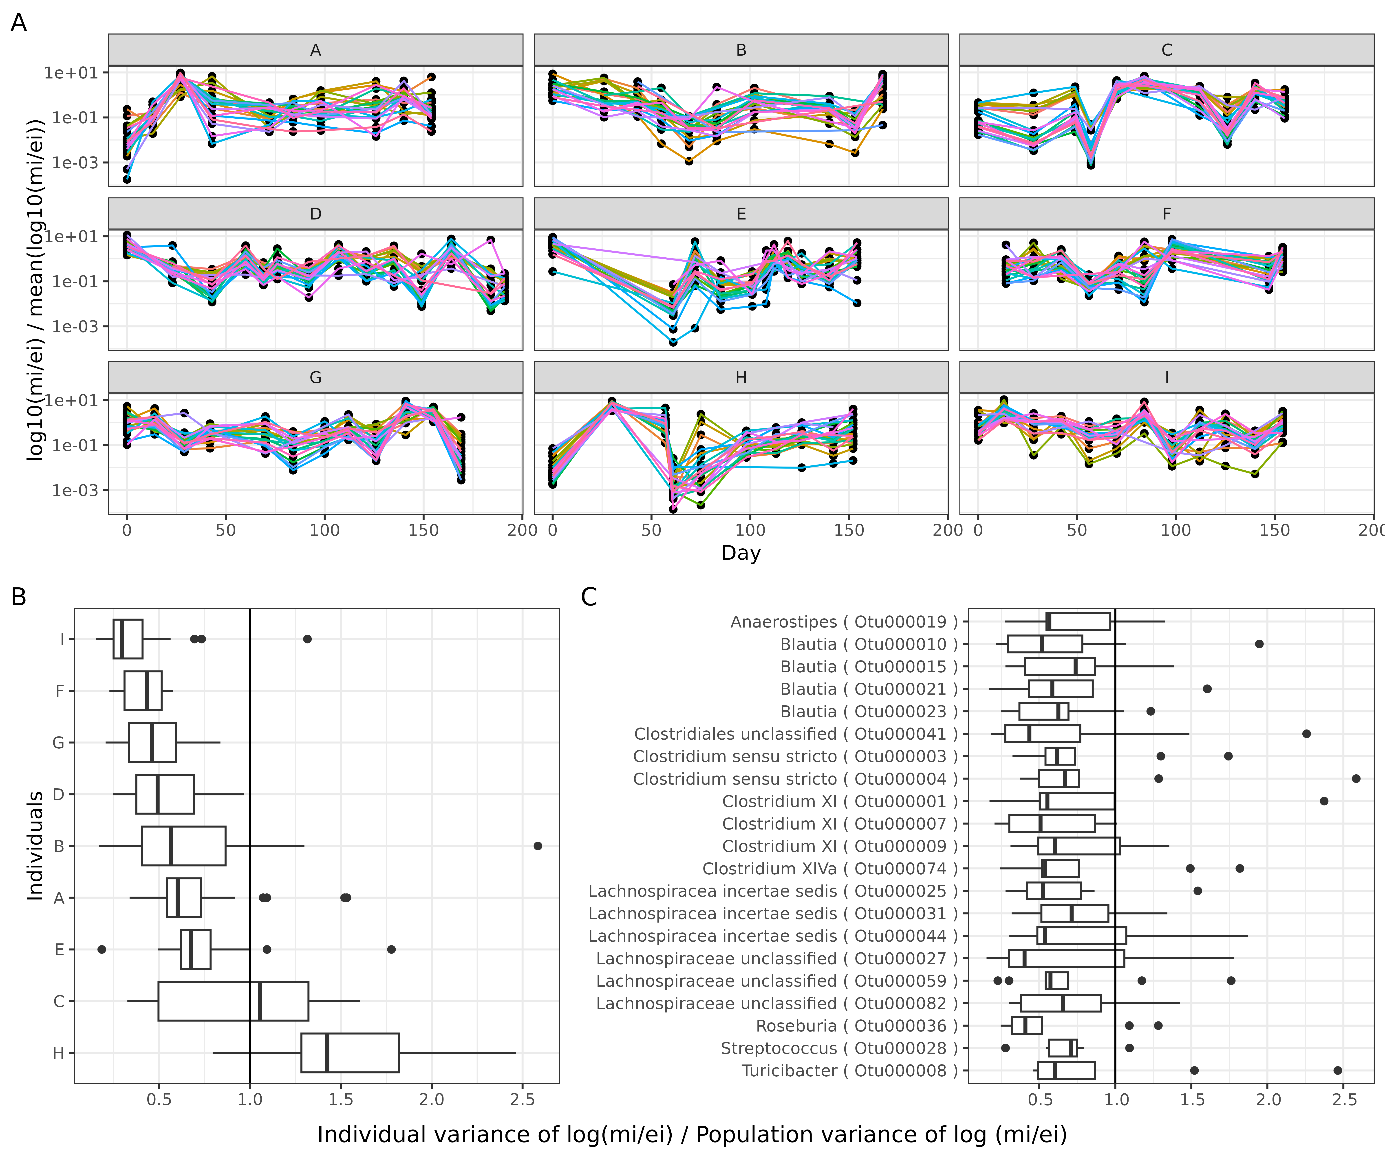 A
A
B
C
1e+01
1e-01
1e-03
D
E
F
1e+01
1e-01
1e-03
G
H
I
1e+01
1e-01
1e-03
log10(mi/ei) / mean(log10(mi/ei))
0 50 100 150 200 0 50 100 150 200 0 50 100 150 200
Day
B
I
F
G
D
B
A
E
C
H
Individuals
0.5 1.0 1.5 2.0 2.5
C
Anaerostipes ( Otu000019 )
Blautia ( Otu000010 )
Blautia ( Otu000015 )
Blautia ( Otu000021 )
Blautia ( Otu000023 )
Clostridiales unclassified ( Otu000041 )
Clostridium sensu stricto ( Otu000003 )
Clostridium sensu stricto ( Otu000004 )
Clostridium XI ( Otu000001 )
Clostridium XI ( Otu000007 )
Clostridium XI ( Otu000009 )
Clostridium XIVa ( Otu000074 )
Lachnospiracea incertae sedis ( Otu000025 )
Lachnospiracea incertae sedis ( Otu000031 )
Lachnospiracea incertae sedis ( Otu000044 )
Lachnospiraceae unclassified ( Otu000027 )
Lachnospiraceae unclassified ( Otu000059 )
Lachnospiraceae unclassified ( Otu000082 )
Roseburia ( Otu000036 )
Streptococcus ( Otu000028 )
Turicibacter ( Otu000008 )
0.5 1.0 1.5 2.0 2.5
Individual variance of log(mi/ei) / Population variance of log (mi/ei)